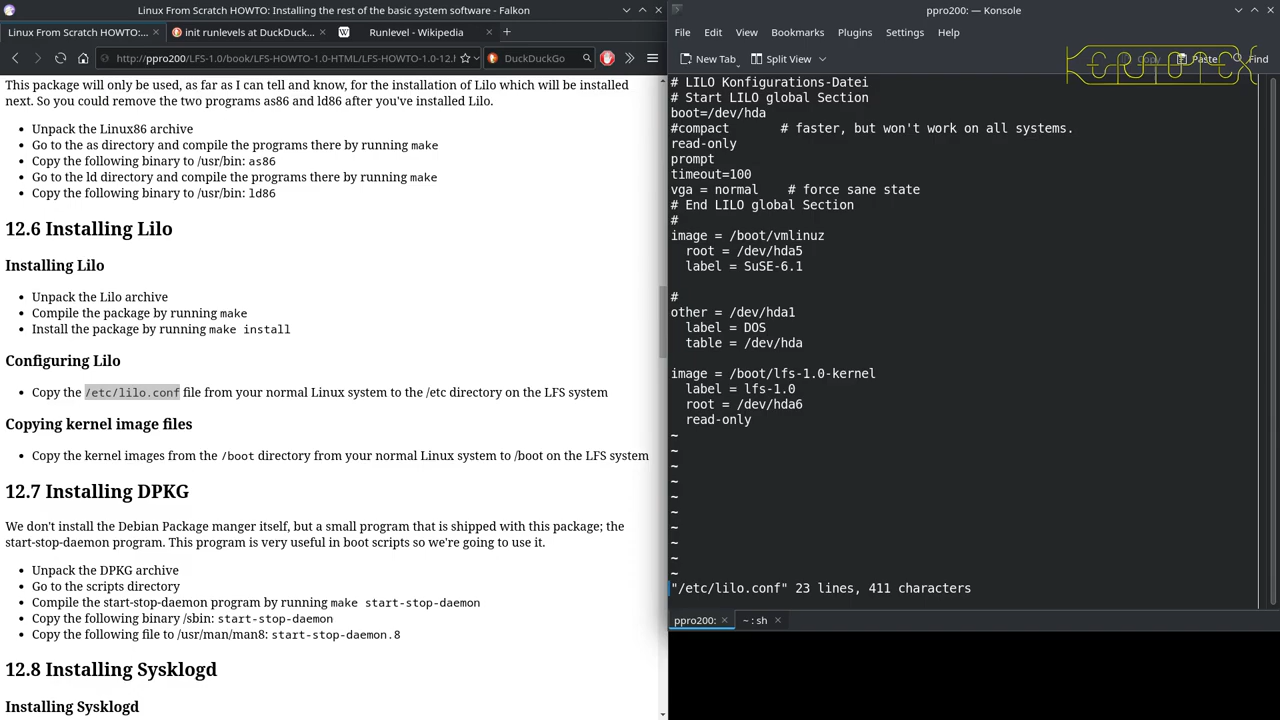 Linux From Scratch HOWTO: Installing the rest of the basic system software - Falkon
Linux From Scratch HOWTO:...
init runlevels at DuckDuck...
Runlevel - Wikipedia
http://ppro200/LFS-1.0/book/LFS-HOWTO-1.0-HTML/LFS-HOWTO-1.0-12.h
DuckDuckGo
This package will only be used, as far as I can tell and know, for the installation of Lilo which will be installed
next. So you could remove the two programs as86 and ld86 after you've installed Lilo.
• Unpack the Linux86 archive
• Go to the as directory and compile the programs there by running make
• Copy the following binary to /usr/bin: as86
• Go to the ld directory and compile the programs there by running make
• Copy the following binary to /usr/bin: ld86
12.6 Installing Lilo
Installing Lilo
• Unpack the Lilo archive
• Compile the package by running make
• Install the package by running make install
Configuring Lilo
• Copy the /etc/lilo.conf file from your normal Linux system to the /etc directory on the LFS system
Copying kernel image files
• Copy the kernel images from the /boot directory from your normal Linux system to /boot on the LFS system
12.7 Installing DPKG
We don't install the Debian Package manger itself, but a small program that is shipped with this package; the
start-stop-daemon program. This program is very useful in boot scripts so we're going to use it.
• Unpack the DPKG archive
• Go to the scripts directory
• Compile the start-stop-daemon program by running make start-stop-daemon
• Copy the following binary /sbin: start-stop-daemon
• Copy the following file to /usr/man/man8: start-stop-daemon.8
12.8 Installing Sysklogd
Installing Sysklogd
ppro200: — Konsole
File Edit View Bookmarks Plugins Settings Help
New Tab Split View Copy Paste Find
# LILO Konfigurations-Datei
# Start LILO global Section
boot=/dev/hda
#compact # faster, but won't work on all systems.
read-only
prompt
timeout=100
vga = normal # force sane state
# End LILO global Section
#
image = /boot/vmlinuz
root = /dev/hda5
label = SuSE-6.1
#
other = /dev/hda1
label = DOS
table = /dev/hda
image = /boot/lfs-1.0-kernel
label = lfs-1.0
root = /dev/hda6
read-only
~
~
~
~
~
~
~
~
~
~
"/etc/lilo.conf" 23 lines, 411 characters
ppro200:
~ : sh